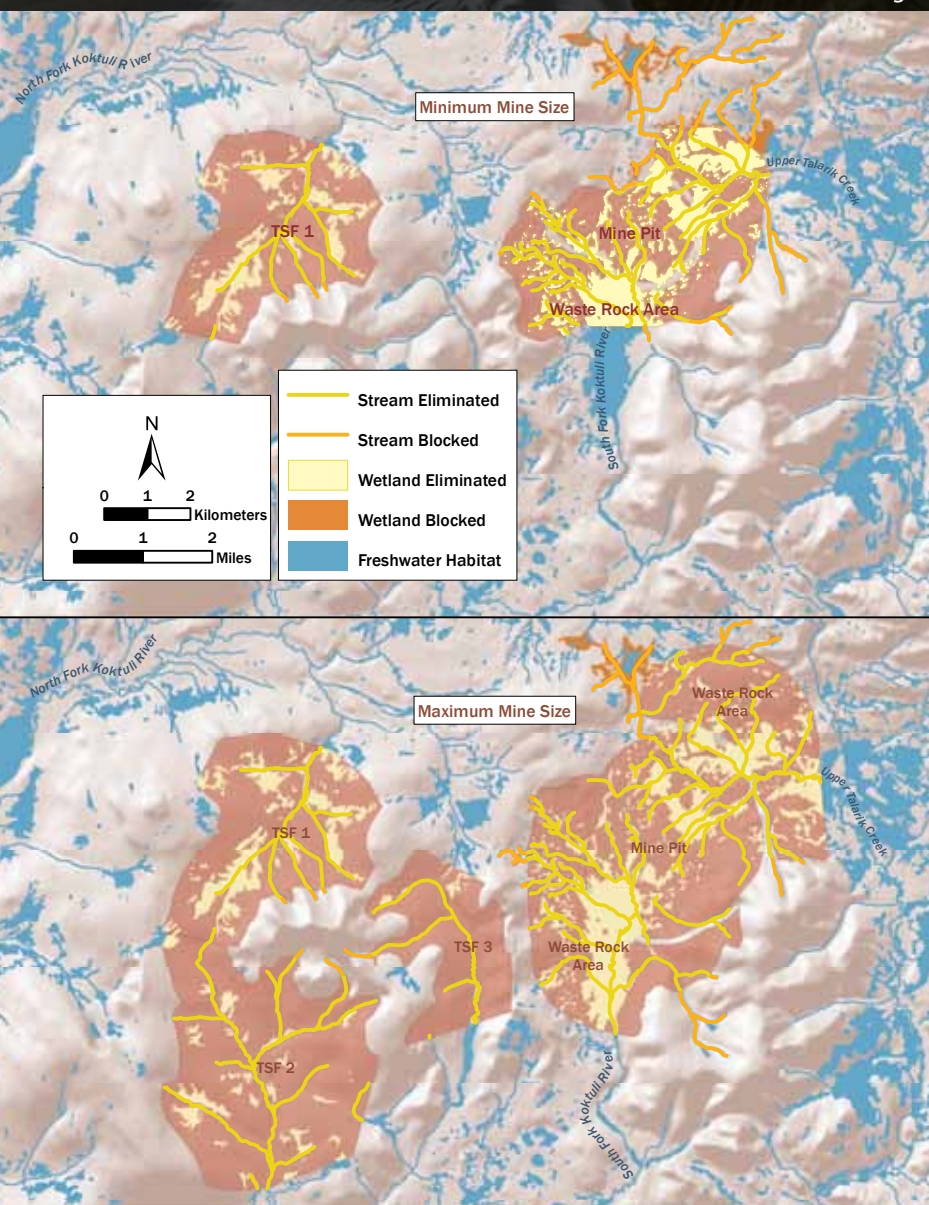 North Fork Koktuli River
Minimum Mine Size
Upper Talarik Creek
TSF 1
Mine Pit
Waste Rock Area
South Fork Koktuli River
N
0 1 2
Kilometers
0 1 2
Miles
Stream Eliminated
Stream Blocked
Wetland Eliminated
Wetland Blocked
Freshwater Habitat
North Fork Koktuli River
Maximum Mine Size
Waste Rock
Area
Upper Talarik Creek
TSF 1
Mine Pit
TSF 3
Waste Rock
Area
TSF 2
South Fork Koktuli River